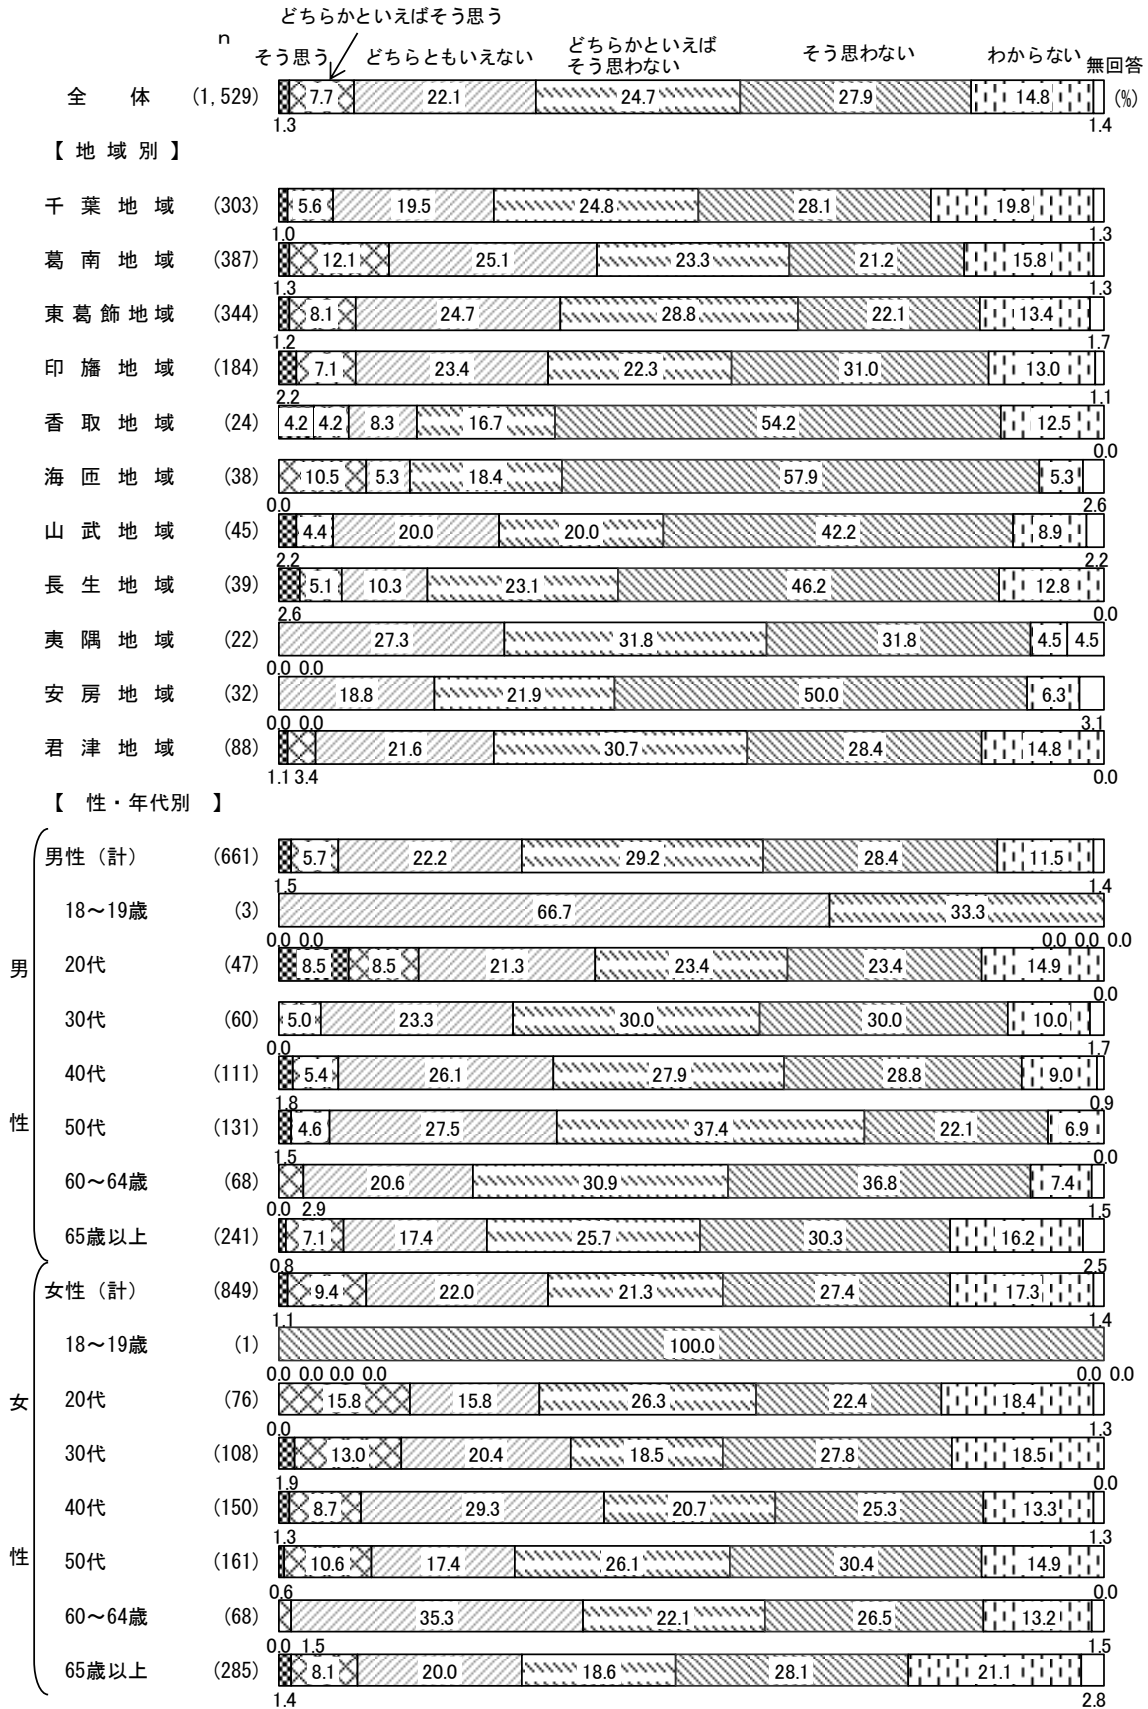 どちらかといえばそう思う
n そう思う どちらともいえない どちらかといえば そう思わない わからない 無回答
そう思わない
全体 (1,529) 7.7 22.1 24.7 27.9 14.8 (%)
1.3 1.4
【 地 域 別 】
千葉地域 (303) 5.6 19.5 24.8 28.1 19.8
1.0 1.3
葛南地域 (387) 12.1 25.1 23.3 21.2 15.8
1.3 1.3
東葛飾地域 (344) 8.1 24.7 28.8 22.1 13.4
1.2 1.7
印旛地域 (184) 7.1 23.4 22.3 31.0 13.0
2.2 1.1
香取地域 (24) 4.2 4.2 8.3 16.7 54.2 12.5
0.0
海匝地域 (38) 10.5 5.3 18.4 57.9 5.3
0.0 2.6
山武地域 (45) 4.4 20.0 20.0 42.2 8.9
2.2 2.2
長生地域 (39) 5.1 10.3 23.1 46.2 12.8
2.6 0.0
夷隅地域 (22) 27.3 31.8 31.8 4.5 4.5
0.0 0.0
安房地域 (32) 18.8 21.9 50.0 6.3
0.0 0.0 3.1
君津地域 (88) 21.6 30.7 28.4 14.8
1.1 3.4 0.0
【 性・年代別 】
男性（計） (661) 5.7 22.2 29.2 28.4 11.5
1.5 1.4
18～19歳 (3) 66.7 33.3
0.0 0.0 0.0 0.0 0.0
男 20代 (47) 8.5 8.5 21.3 23.4 23.4 14.9
0.0
30代 (60) 5.0 23.3 30.0 30.0 10.0
0.0 1.7
40代 (111) 5.4 26.1 27.9 28.8 9.0
1.8 0.9
性 50代 (131) 4.6 27.5 37.4 22.1 6.9
1.5 0.0
60～64歳 (68) 20.6 30.9 36.8 7.4
0.0 2.9 1.5
65歳以上 (241) 7.1 17.4 25.7 30.3 16.2
0.8 2.5
女性（計） (849) 9.4 22.0 21.3 27.4 17.3
1.1 1.4
18～19歳 (1) 100.0
0.0 0.0 0.0 0.0 0.0 0.0
女 20代 (76) 15.8 15.8 26.3 22.4 18.4
0.0 1.3
30代 (108) 13.0 20.4 18.5 27.8 18.5
1.9 0.0
40代 (150) 8.7 29.3 20.7 25.3 13.3
1.3 1.3
性 50代 (161) 10.6 17.4 26.1 30.4 14.9
0.6 0.0
60～64歳 (68) 35.3 22.1 26.5 13.2
0.0 1.5 1.5
65歳以上 (285) 8.1 20.0 18.6 28.1 21.1
1.4 2.8